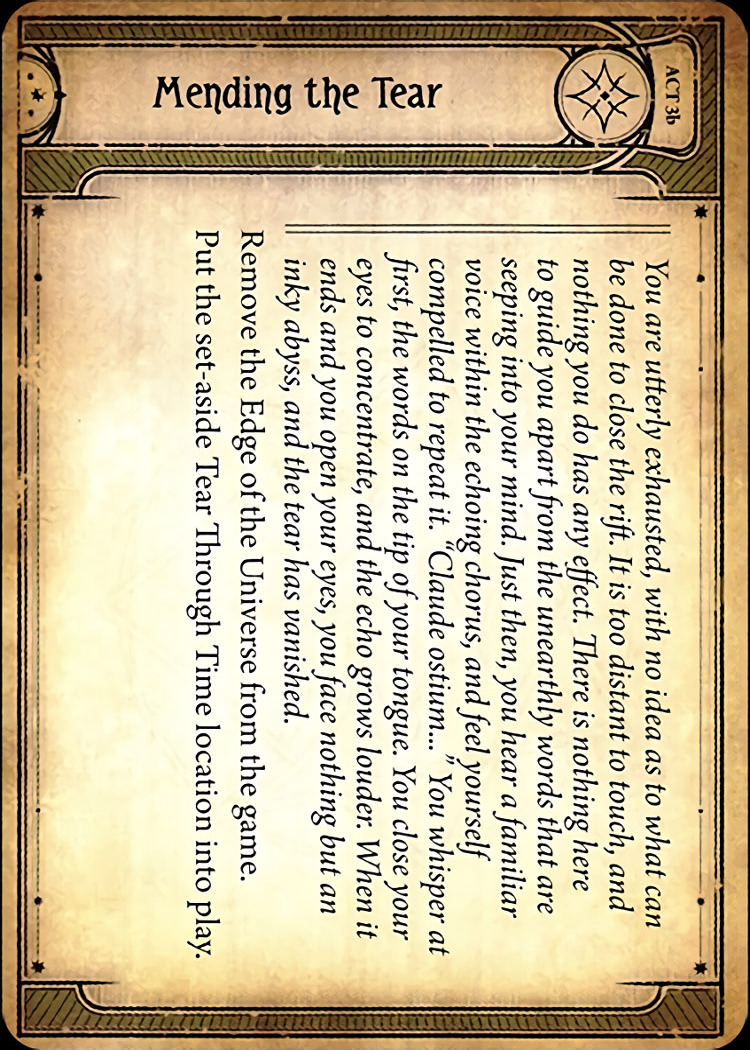 ACT 3b
Mending the Tear
You are utterly exhausted, with no idea as to what can
be done to close the rift. It is too distant to touch, and
nothing you do has any effect. There is nothing here
to guide you apart from the unearthly words that are
seeping into your mind. Just then, you hear a familiar
voice within the echoing chorus, and feel yourself
compelled to repeat it. “Claude ostium...” You whisper at
first, the words on the tip of your tongue. You close your
eyes to concentrate, and the echo grows louder. When it
ends and you open your eyes, you face nothing but an
inky abyss, and the tear has vanished.
Remove the Edge of the Universe from the game.
Put the set-aside Tear Through Time location into play.